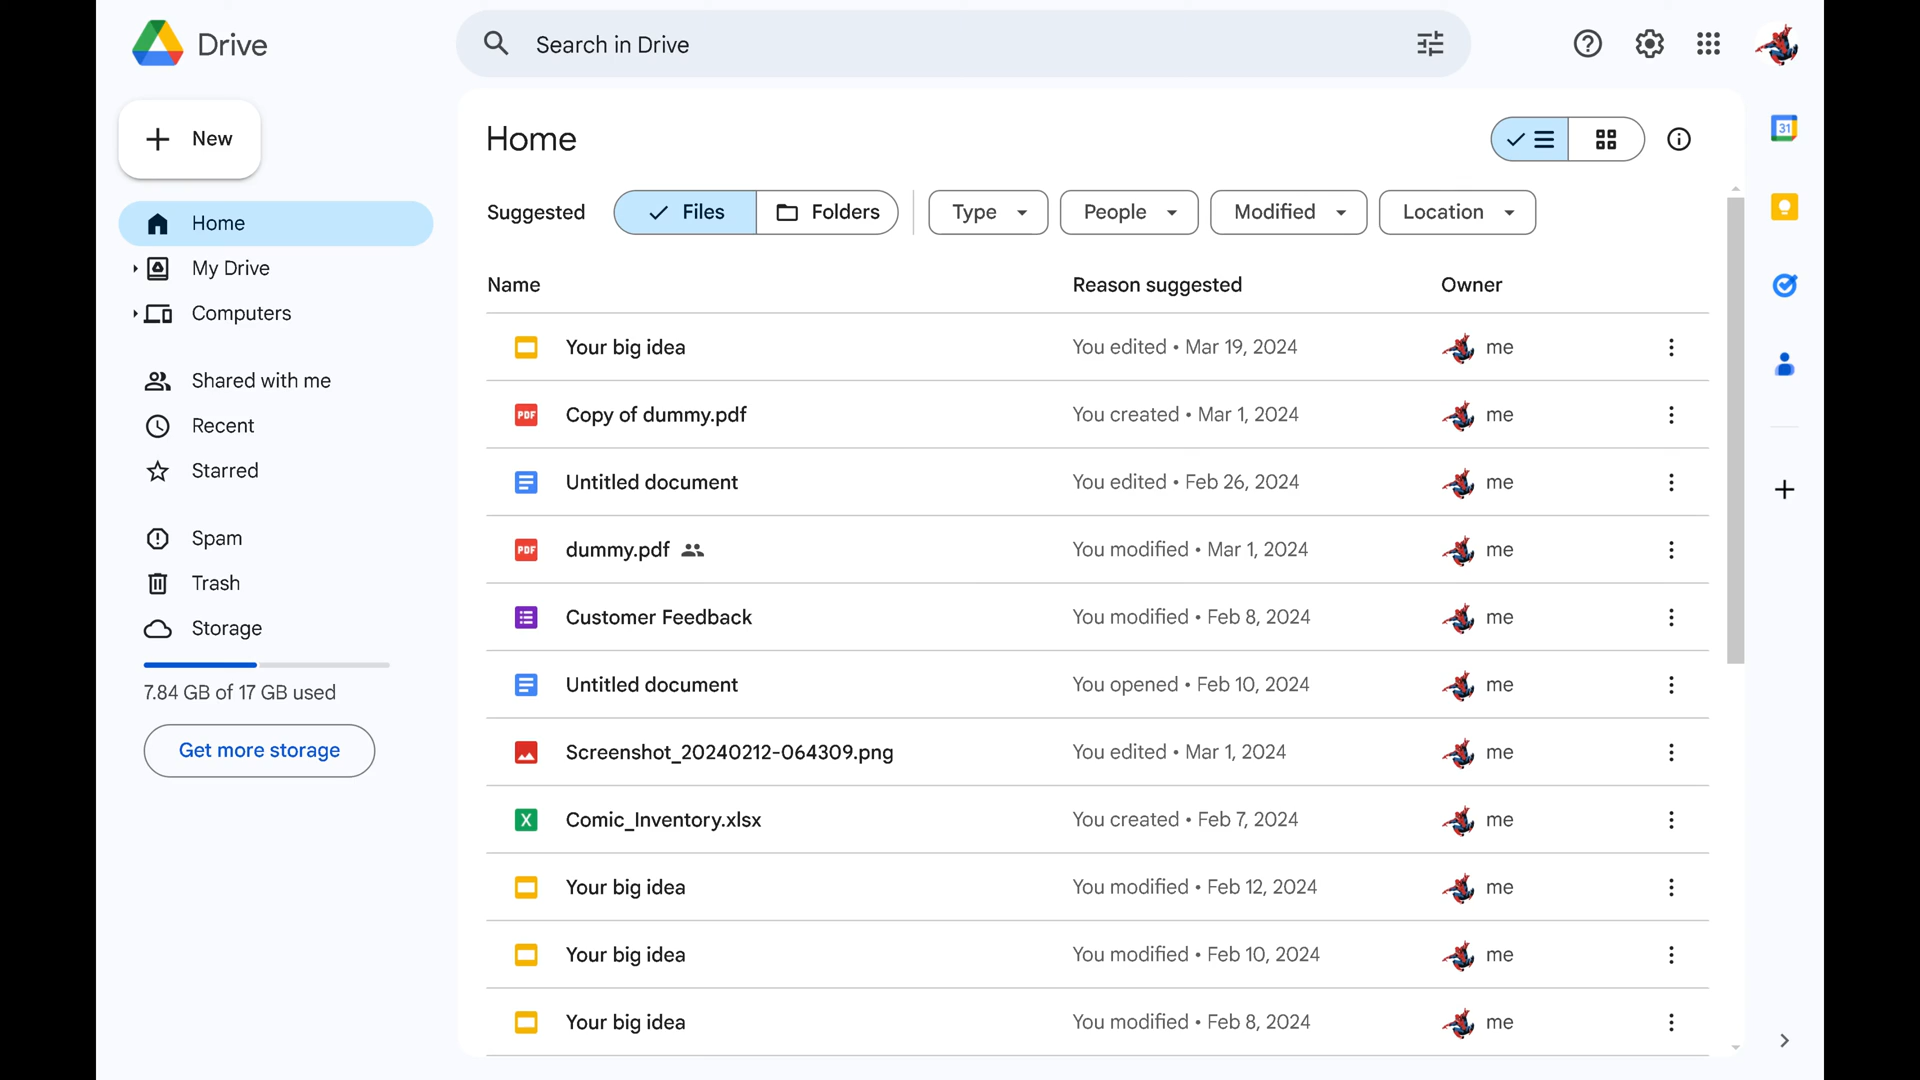 Drive
Search in Drive
New
Home
My Drive
Computers
Shared with me
Recent
Starred
Spam
Trash
Storage
7.84 GB of 17 GB used
Get more storage
Home
Suggested Files Folders Type People Modified Location
Name Reason suggested Owner
Your big idea You edited • Mar 19, 2024 me
PDF Copy of dummy.pdf You created • Mar 1, 2024 me
Untitled document You edited • Feb 26, 2024 me
PDF dummy.pdf You modified • Mar 1, 2024 me
Customer Feedback You modified • Feb 8, 2024 me
Untitled document You opened • Feb 10, 2024 me
Screenshot_20240212-064309.png You edited • Mar 1, 2024 me
X Comic_Inventory.xlsx You created • Feb 7, 2024 me
Your big idea You modified • Feb 12, 2024 me
Your big idea You modified • Feb 10, 2024 me
Your big idea You modified • Feb 8, 2024 me
31